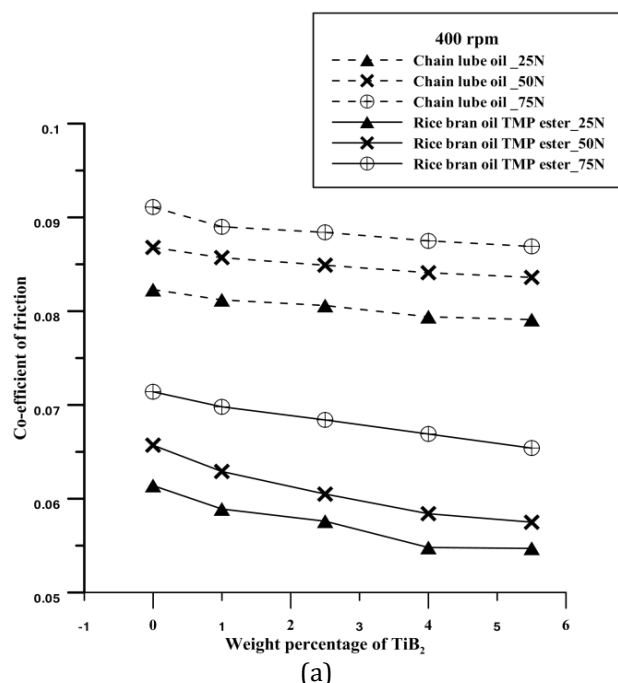 400 rpm
Chain lube oil _25N
Chain lube oil _50N
Chain lube oil _75N
Rice bran oil TMP ester_25N
Rice bran oil TMP ester_50N
Rice bran oil TMP ester_75N
0.1
0.09
0.08
0.07
0.06
0.05
Co-efficient of friction
-1 0 1 2 3 4 5 6
Weight percentage of TiB₂
(a)